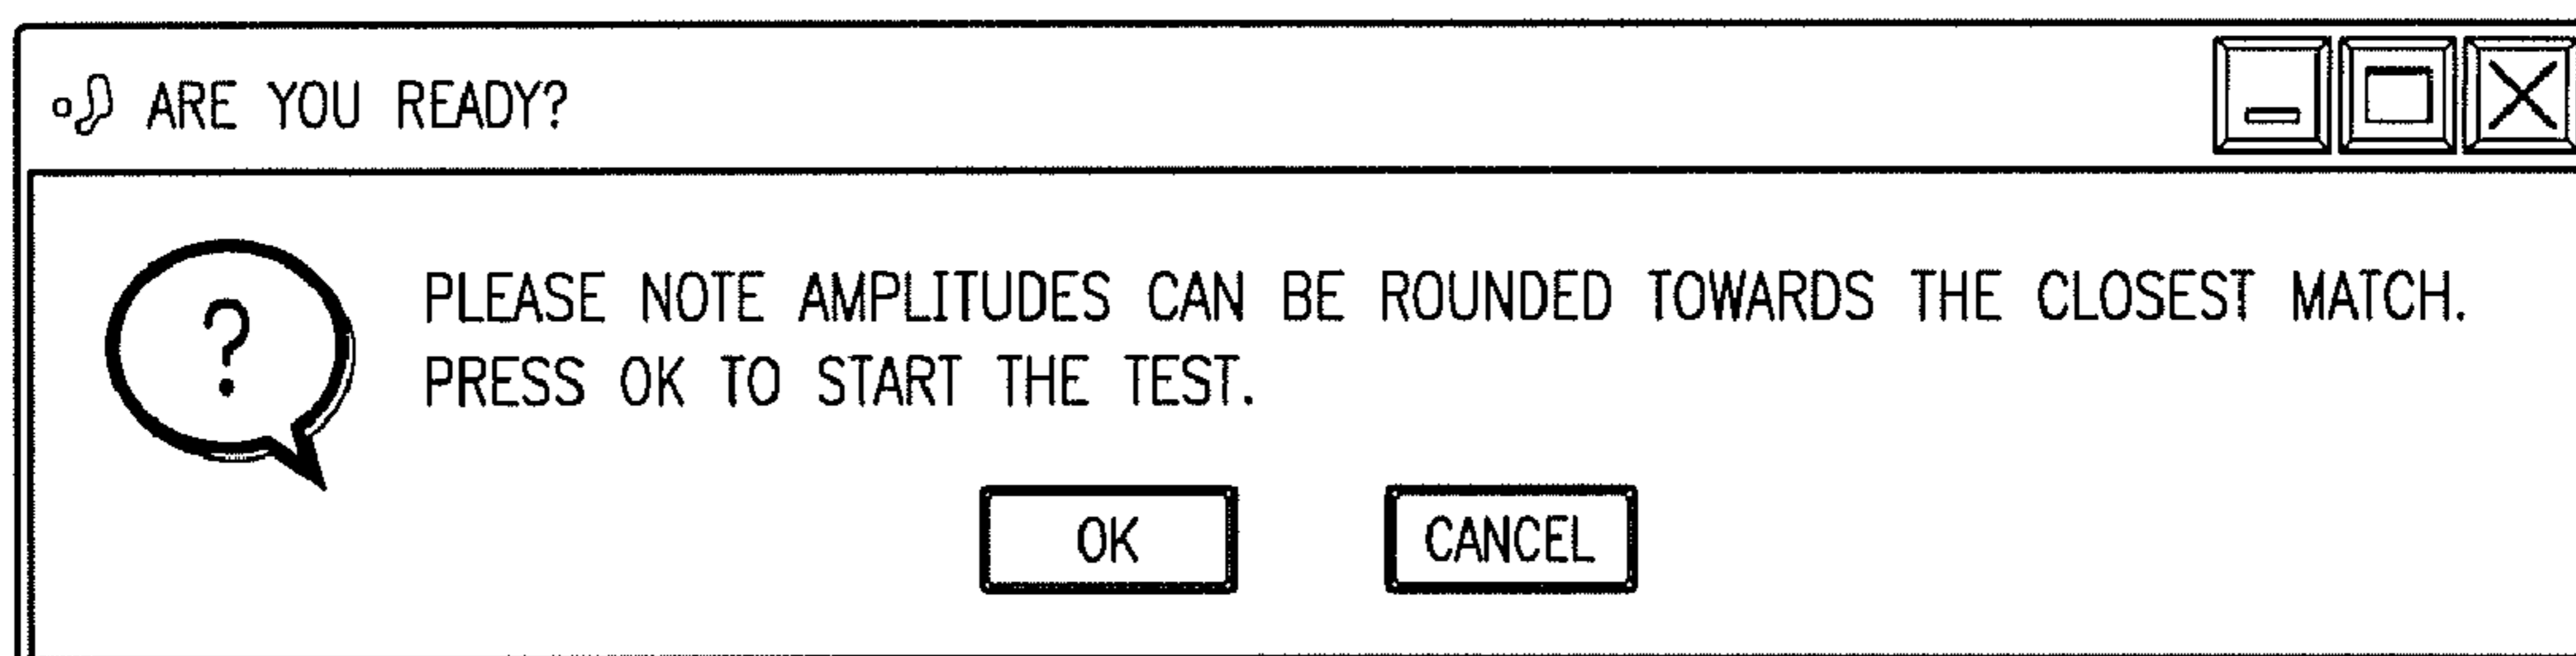 ARE YOU READY?
?
PLEASE NOTE AMPLITUDES CAN BE ROUNDED TOWARDS THE CLOSEST MATCH.
PRESS OK TO START THE TEST.
OK CANCEL